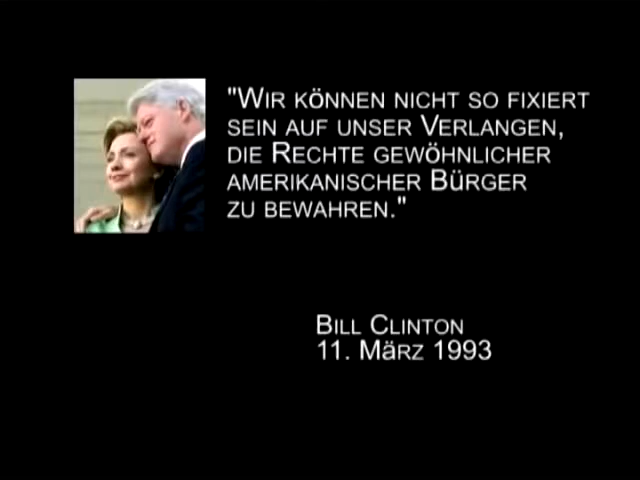 "Wir können nicht so fixiert
sein auf unser Verlangen,
die Rechte gewöhnlicher
amerikanischer Bürger
zu bewahren."
Bill Clinton
11. März 1993